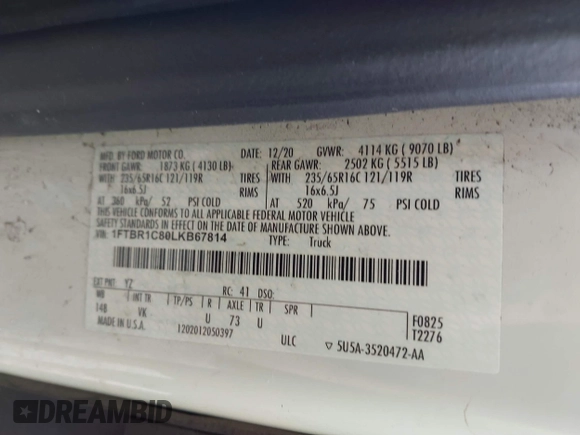 MFD. BY FORD MOTOR CO.
DATE: 12/20 GVWR: 4114 KG ( 9070 LB)
FRONT GAWR: 1873 KG ( 4130 LB)
REAR GAWR: 2502 KG ( 5515 LB)
WITH 235/65R16C 121/119R TIRES
WITH 235/65R16C 121/119R TIRES
16x6.5J RIMS
16x6.5J RIMS
AT 360 kPa/ 52 PSI COLD
AT 520 kPa/ 75 PSI COLD
THIS VEHICLE CONFORMS TO ALL APPLICABLE FEDERAL MOTOR VEHICLE
SAFETY STANDARDS IN EFFECT ON THE DATE OF MANUFACTURE SHOWN ABOVE.
VIN: 1FTBR1C80LKB67814
TYPE: Truck
EXT PNT: YZ RC: 41 DSO:
WB INT TR TP/PS R AXLE TR SPR
148 VK U 73 U
F0825
T2276
MADE IN U.S.A. 1202012050397 ULC ▽ 5U5A-3520472-AA
DREAMBID